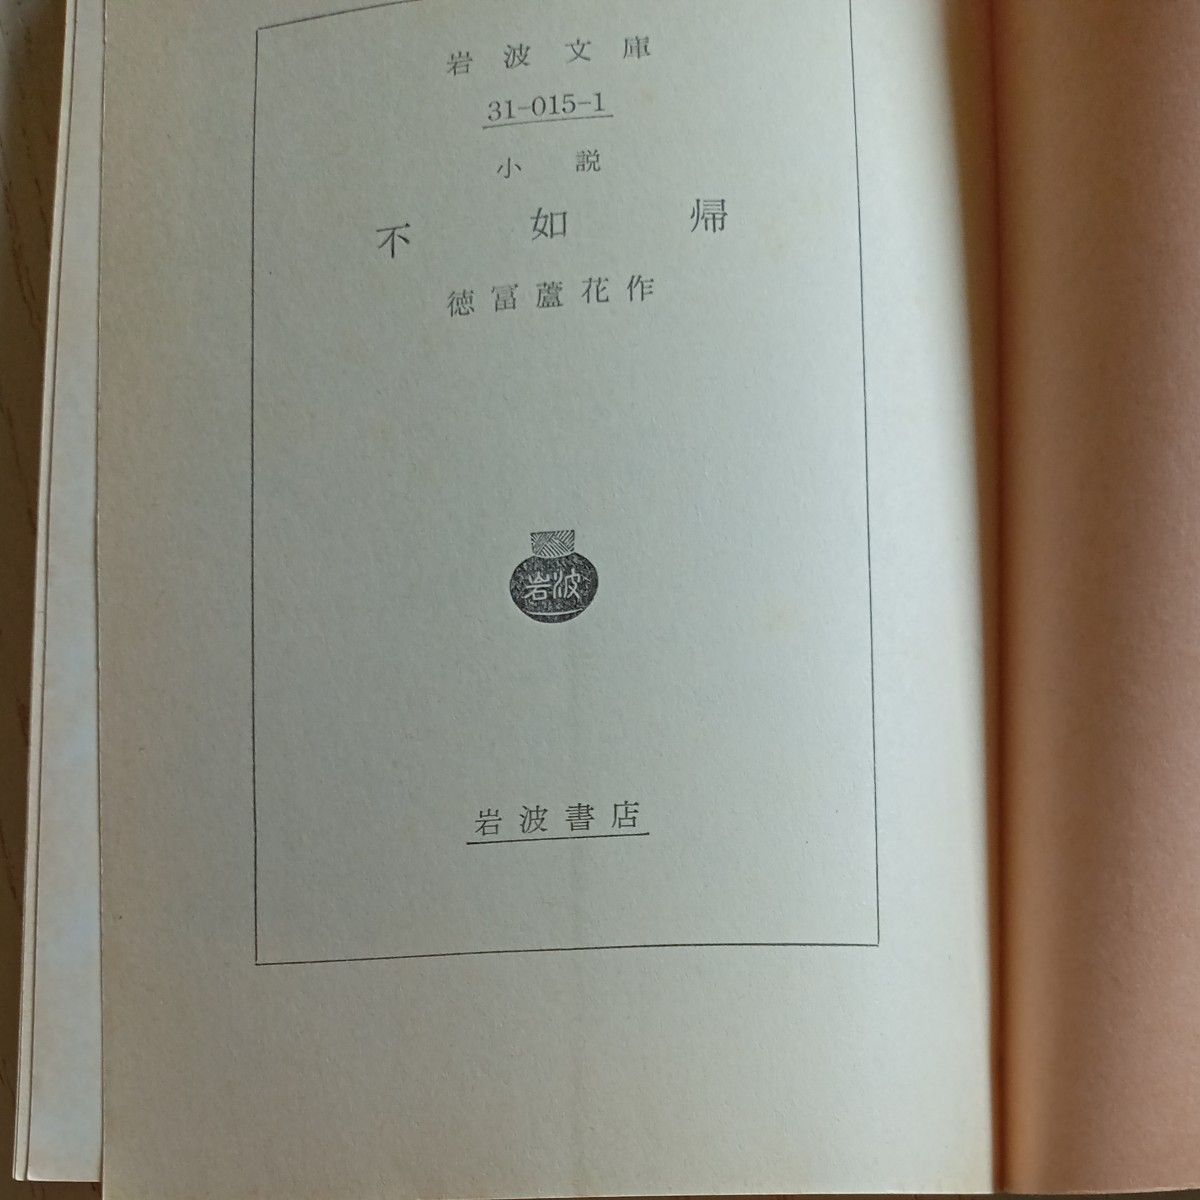 岩波文庫
31-015-1
小説
不如帰
徳冨蘆花作
岩波
岩波書店